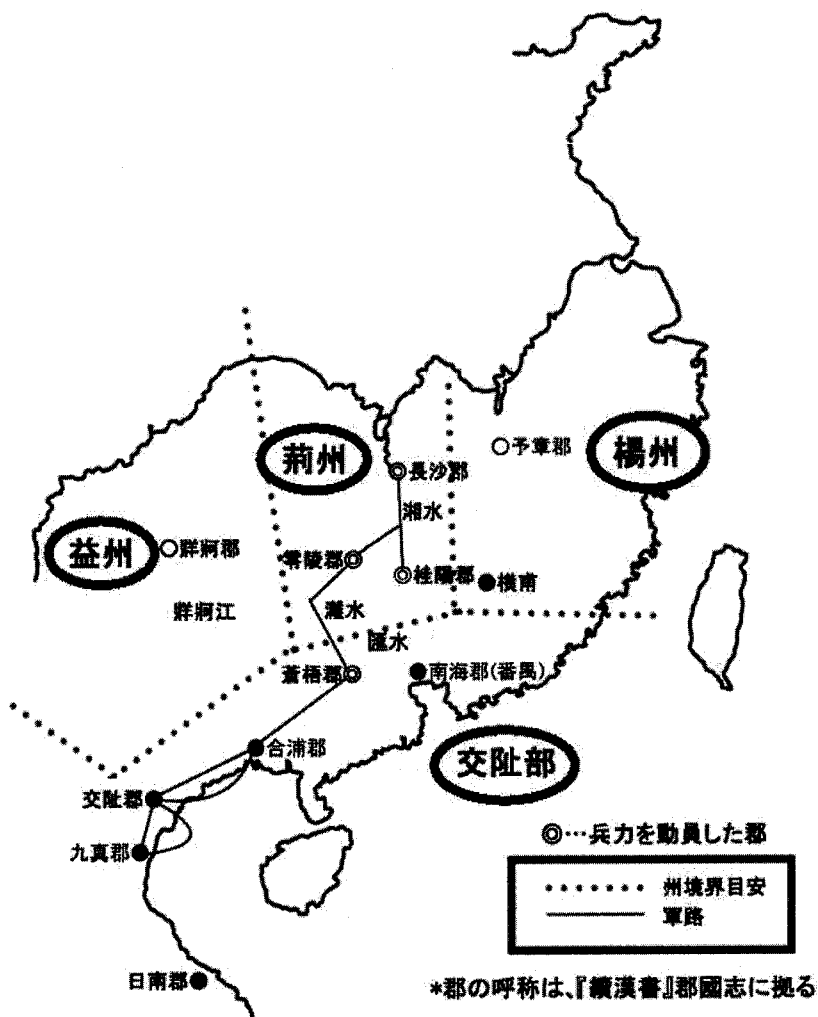 荊州
○予章郡
楊州
◎長沙郡
湘水
益州
○牂牁郡
零陵郡◎
◎桂陽郡
●横南
牂牁江
灕水
匯水
蒼梧郡◎
●南海郡(番禺)
●合浦郡
交阯部
交阯郡●
九真郡●
◎…兵力を動員した郡
州境界目安
軍路
日南郡●
*郡の呼称は、『續漢書』郡國志に拠る